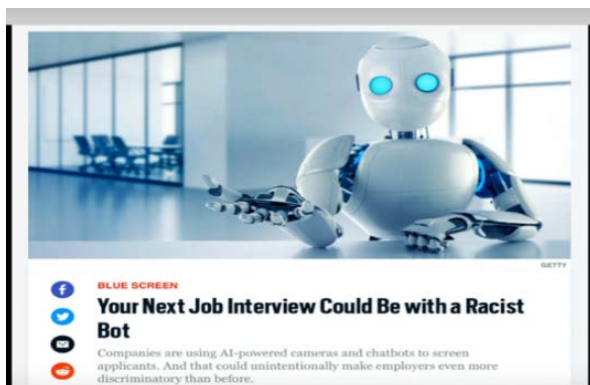 GETTY
BLUE SCREEN
Your Next Job Interview Could Be with a Racist
Bot
Companies are using AI-powered cameras and chatbots to screen
applicants. And that could unintentionally make employers even more
discriminatory than before.